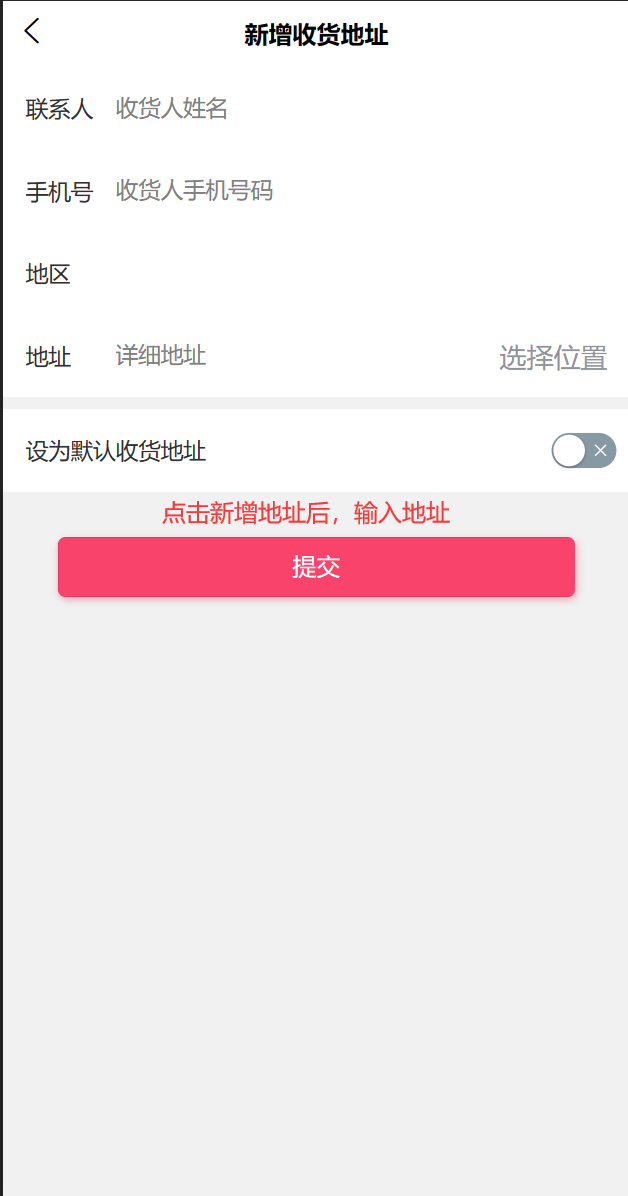 新增收货地址
联系人 收货人姓名
手机号 收货人手机号码
地区
地址 详细地址 选择位置
设为默认收货地址
点击新增地址后，输入地址
提交